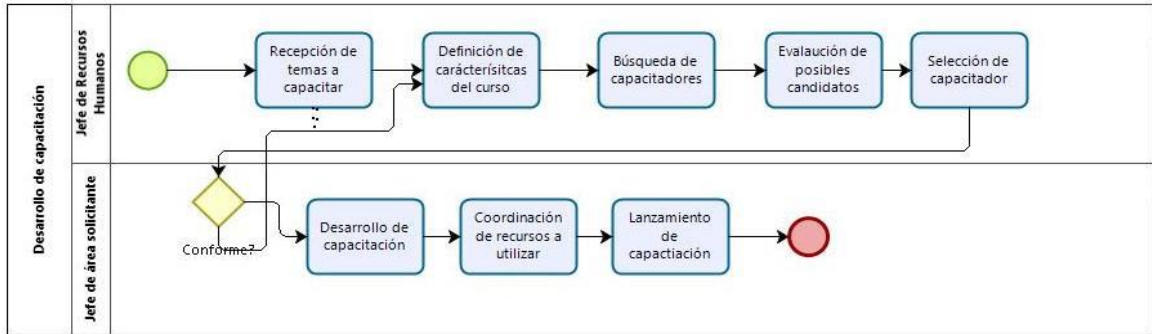 Desarrollo de capacitación
Jefe de Recursos
Humanos
Recepción de
temas a
capacitar
Definición de
carácterísitcas
del curso
Búsqueda de
capacitadores
Evalaución de
posibles
candidatos
Selección de
capacitador
Jefe de área solicitante
Conforme?
Desarrollo de
capacitación
Coordinación
de recursos a
utilizar
Lanzamiento
de
capactiación